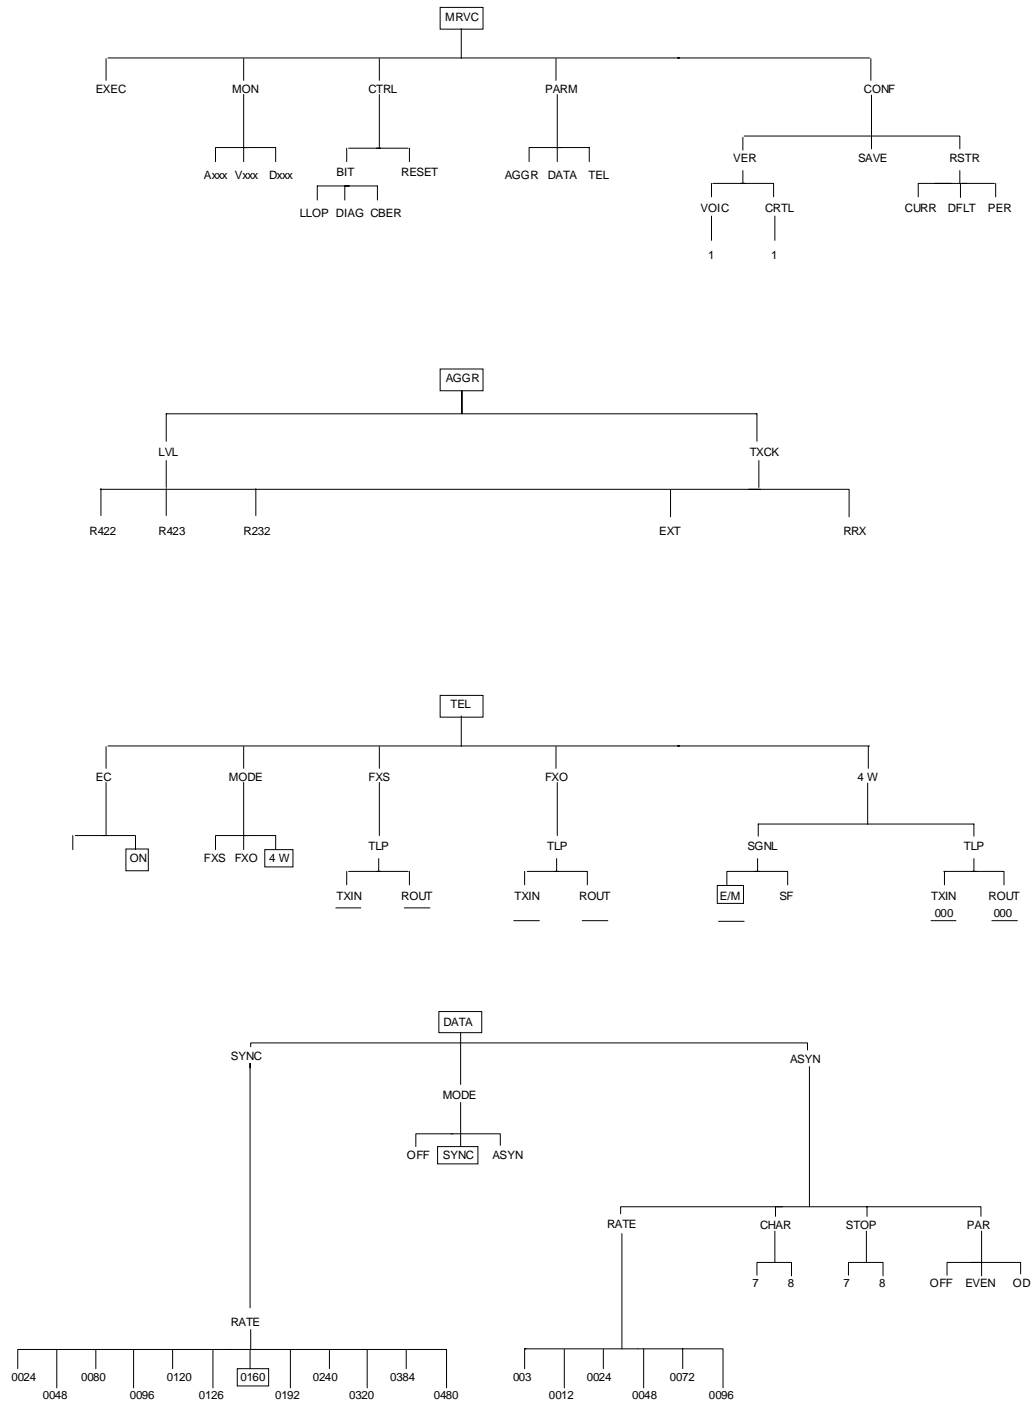 MRVC
EXEC MON CTRL PARM CONF
VER SAVE RSTR
Axxx Vxxx Dxxx BIT RESET AGGR DATA TEL
LLOP DIAG CBER VOIC CRTL CURR DFLT PER
1 1
AGGR
LVL TXCK
R422 R423 R232 EXT RRX
TEL
EC MODE FXS FXO 4 W
ON FXS FXO 4 W TLP TLP SGNL TLP
TXIN ROUT TXIN ROUT E/M SF TXIN ROUT
000 000
DATA
SYNC ASYN
MODE
OFF SYNC ASYN
RATE CHAR STOP PAR
7 8 7 8 OFF EVEN OD
RATE
0024 0080 0120 0160 0240 0384 003 0024 0072
0048 0096 0126 0192 0320 0480 0012 0048 0096